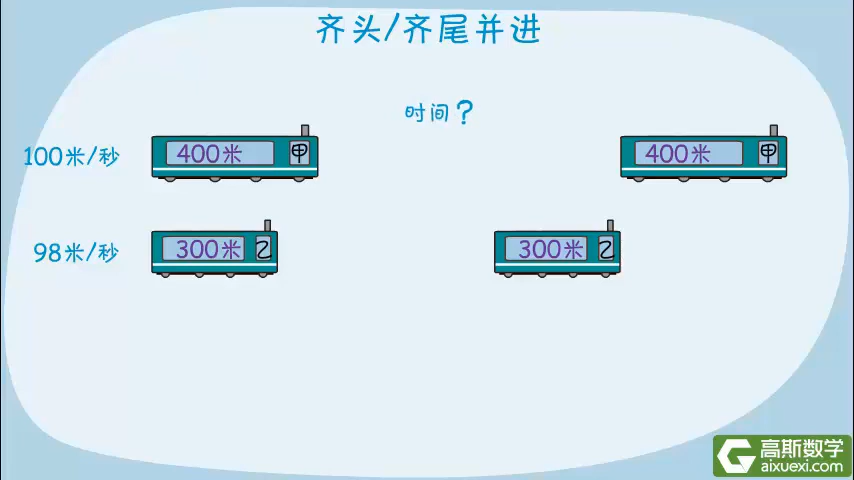 齐头/齐尾并进
时间?
100米/秒
400米 甲
400米 甲
98米/秒
300米 乙
300米 乙
高斯数学
aixuexi.com